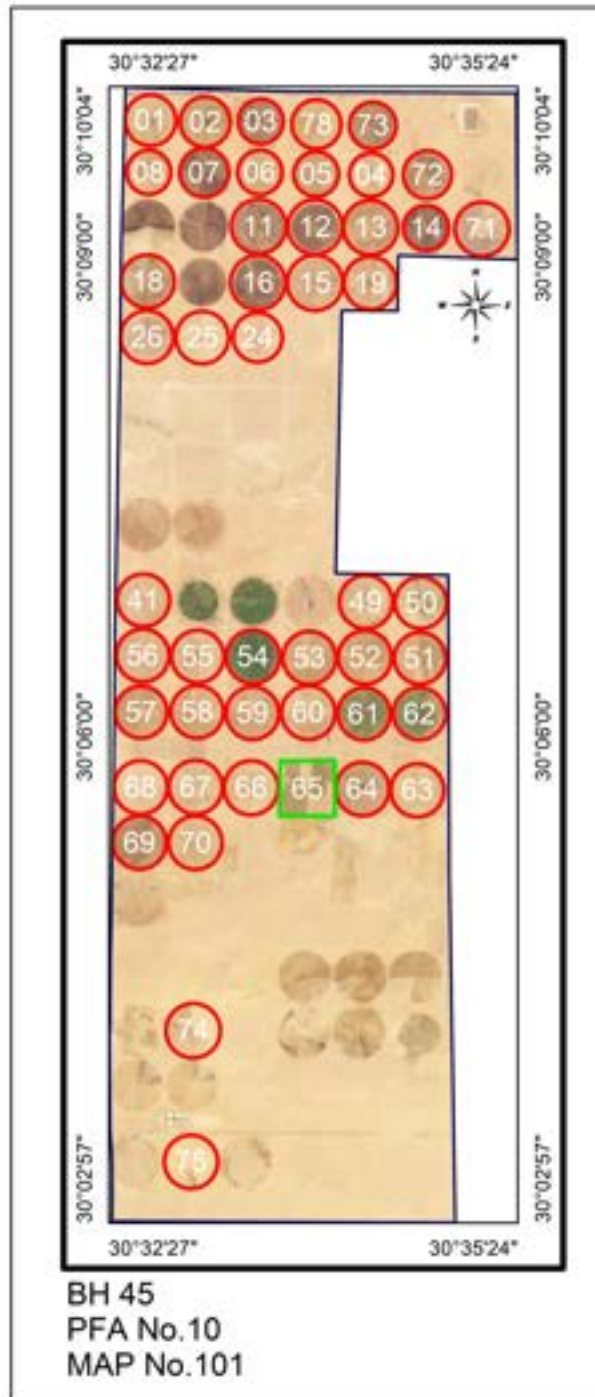 30°32'27" 30°35'24"
30°10'04" 30°10'04"
01 02 03 78 73
08 07 06 05 04 72
30°09'00" 30°09'00"
11 12 13 14 71
18 16 15 19
26 25 24
41 49 50
56 55 54 53 52 51
57 58 59 60 61 62
30°06'00" 30°06'00"
68 67 66 65 64 63
69 70
74
30°02'57" 30°02'57"
30°32'27" 30°35'24"
BH 45
PFA No.10
MAP No.101